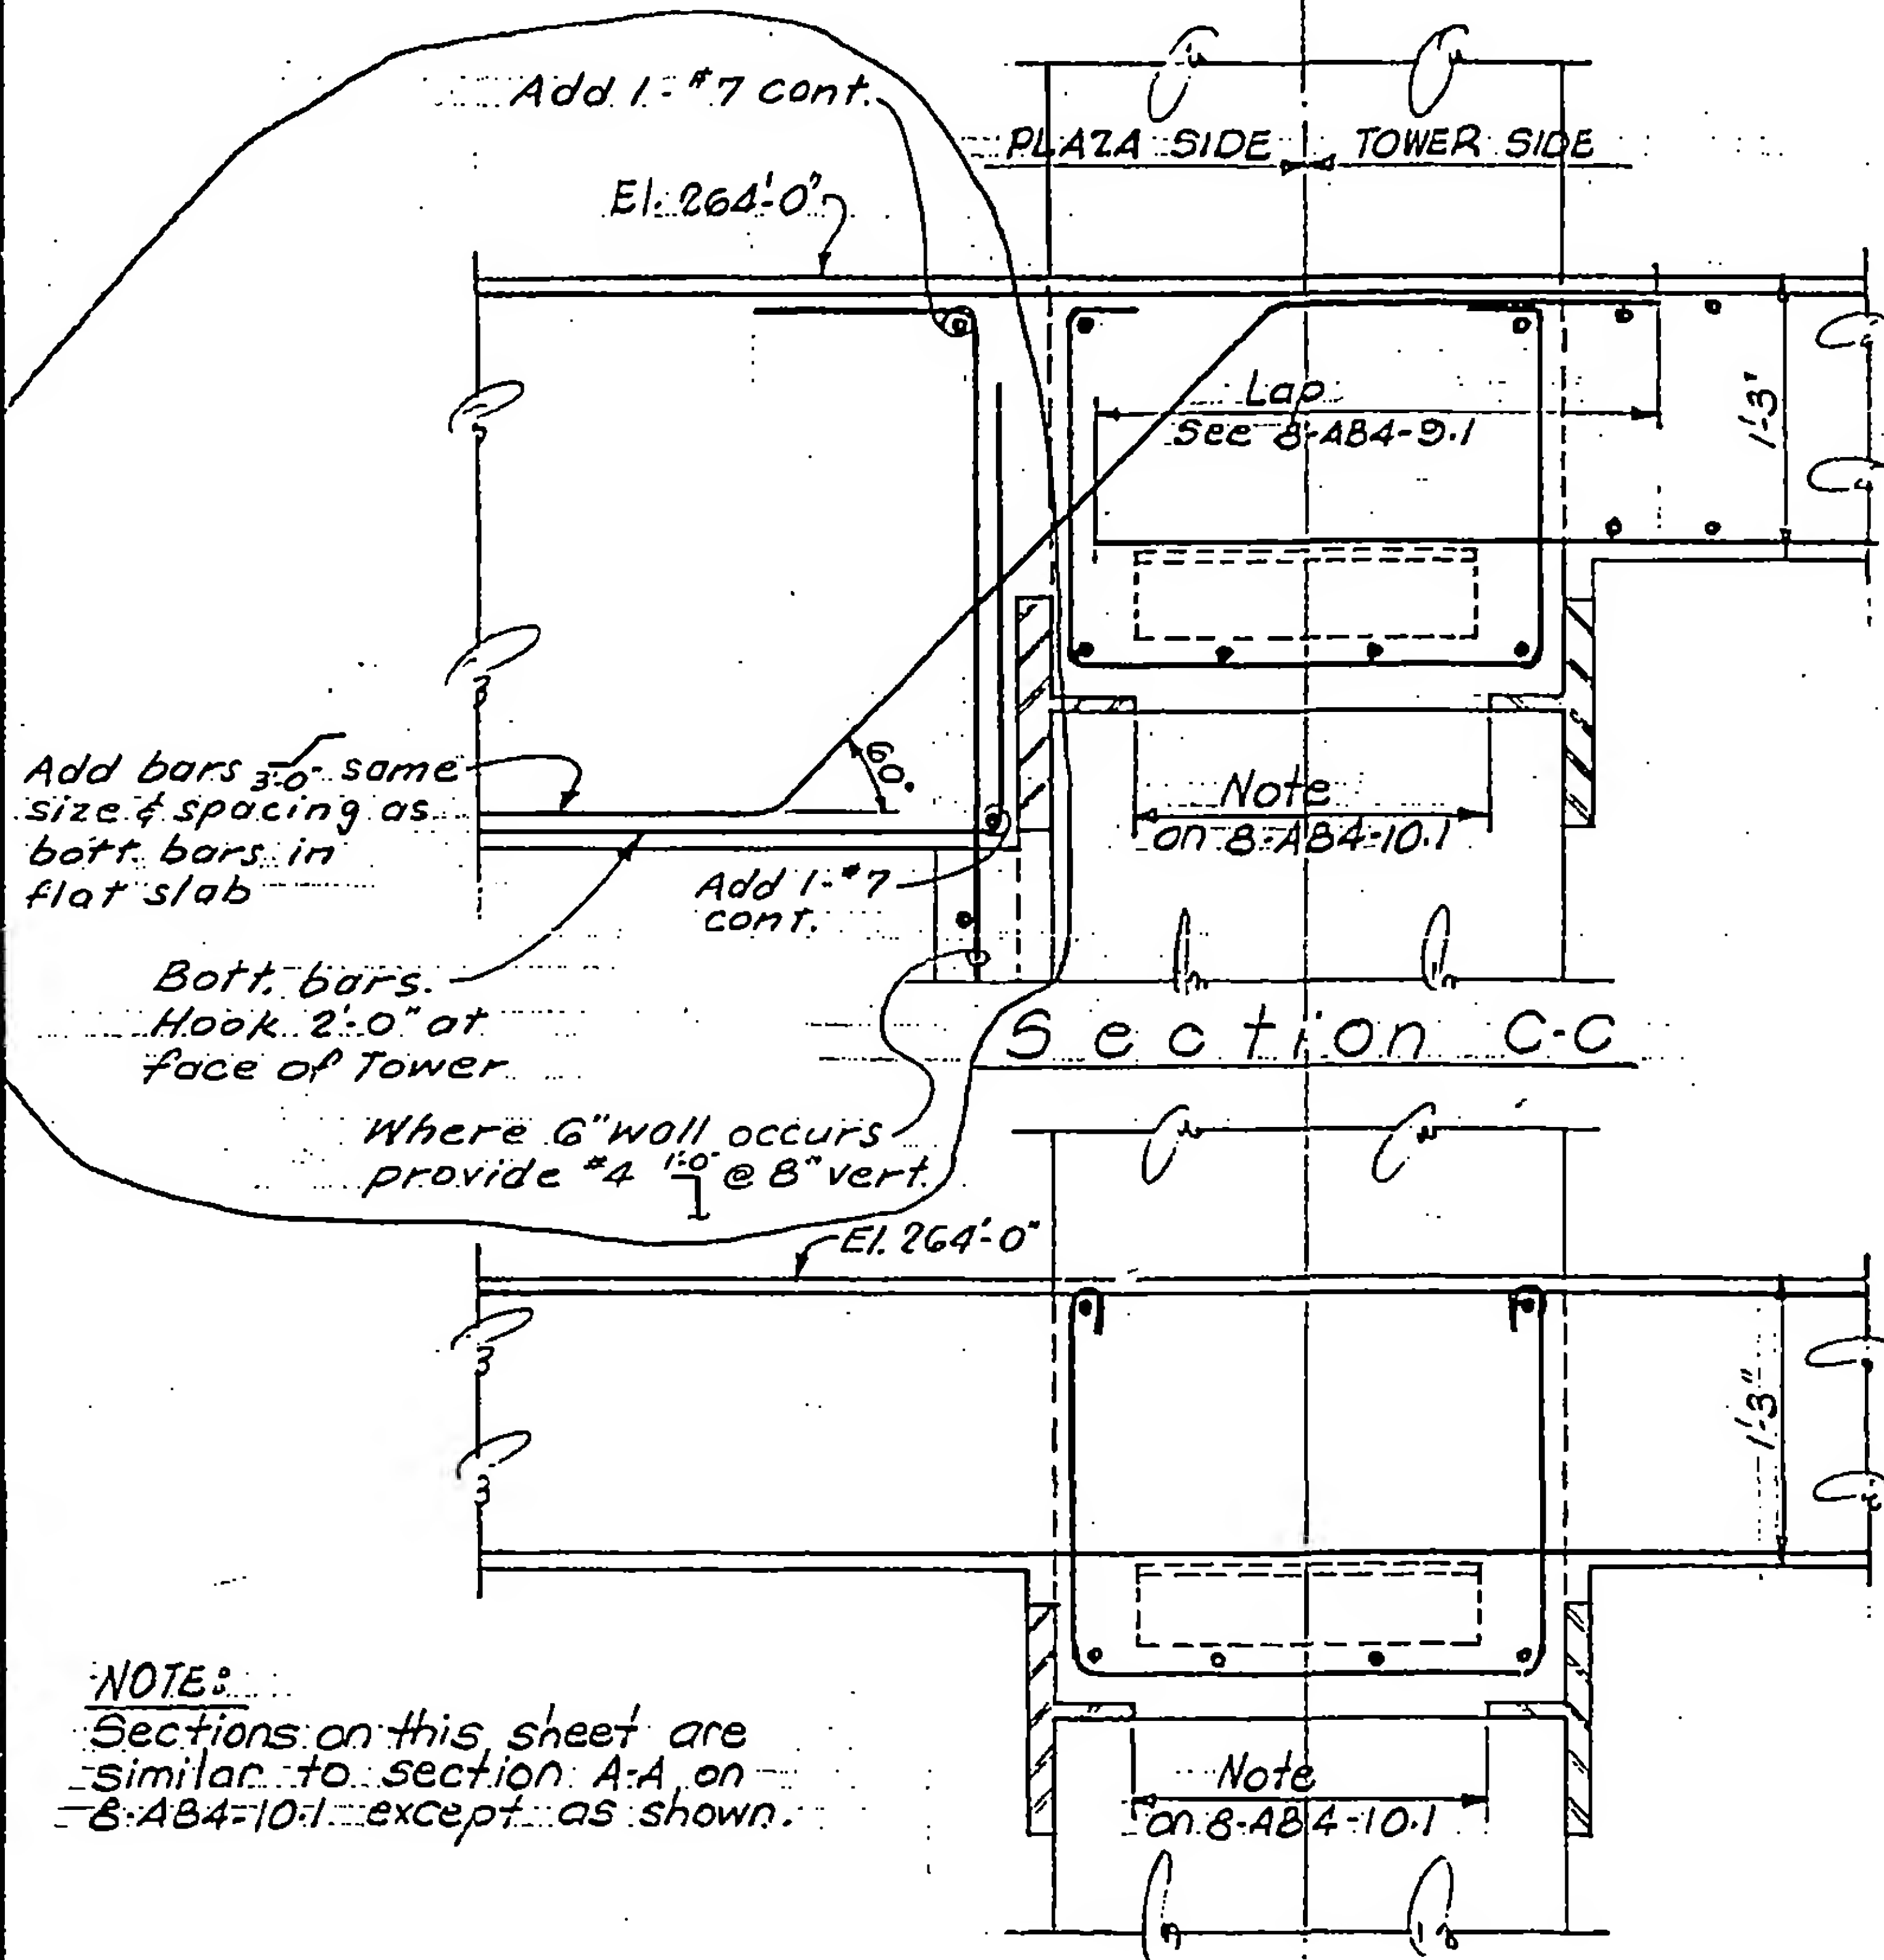 Add 1-#7 cont.
PLAZA SIDE TOWER SIDE
El. 264'-0"
Lap
See 8-AB4-9.1
1'-3"
60°
Add bars 3'-0" same
size & spacing as
bott. bars in
flat slab
Note
on 8-AB4-10.1
Add 1-#7
cont.
Bott. bars.
Hook 2'-0" at
face of Tower
Section C-C
Where 6" wall occurs
provide #4 1'-0" @ 8" vert.
El. 264'-0"
1'-3"
NOTE:
Sections on this sheet are
similar to section A-A on
8-AB4-10.1 except as shown.
Note
on 8-AB4-10.1